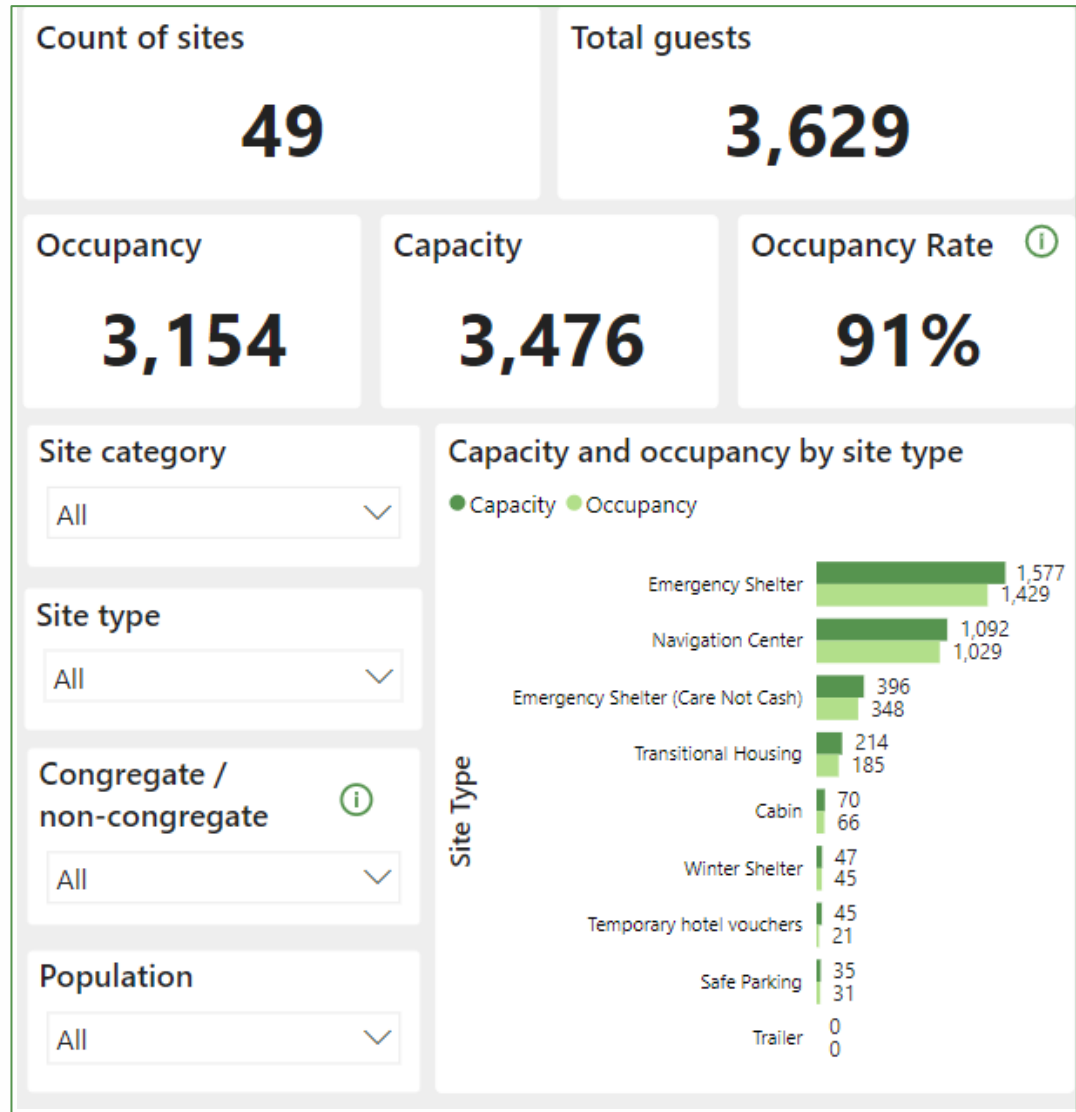 Count of sites
49
Total guests
3,629
Occupancy
3,154
Capacity
3,476
Occupancy Rate
91%
Site category
All
Site type
All
Congregate /
non-congregate
All
Population
All
Capacity and occupancy by site type
Capacity Occupancy
Site Type
Emergency Shelter 1,577
1,429
Navigation Center 1,092
1,029
Emergency Shelter (Care Not Cash) 396
348
Transitional Housing 214
185
Cabin 70
66
Winter Shelter 47
45
Temporary hotel vouchers 45
21
Safe Parking 35
31
Trailer 0
0